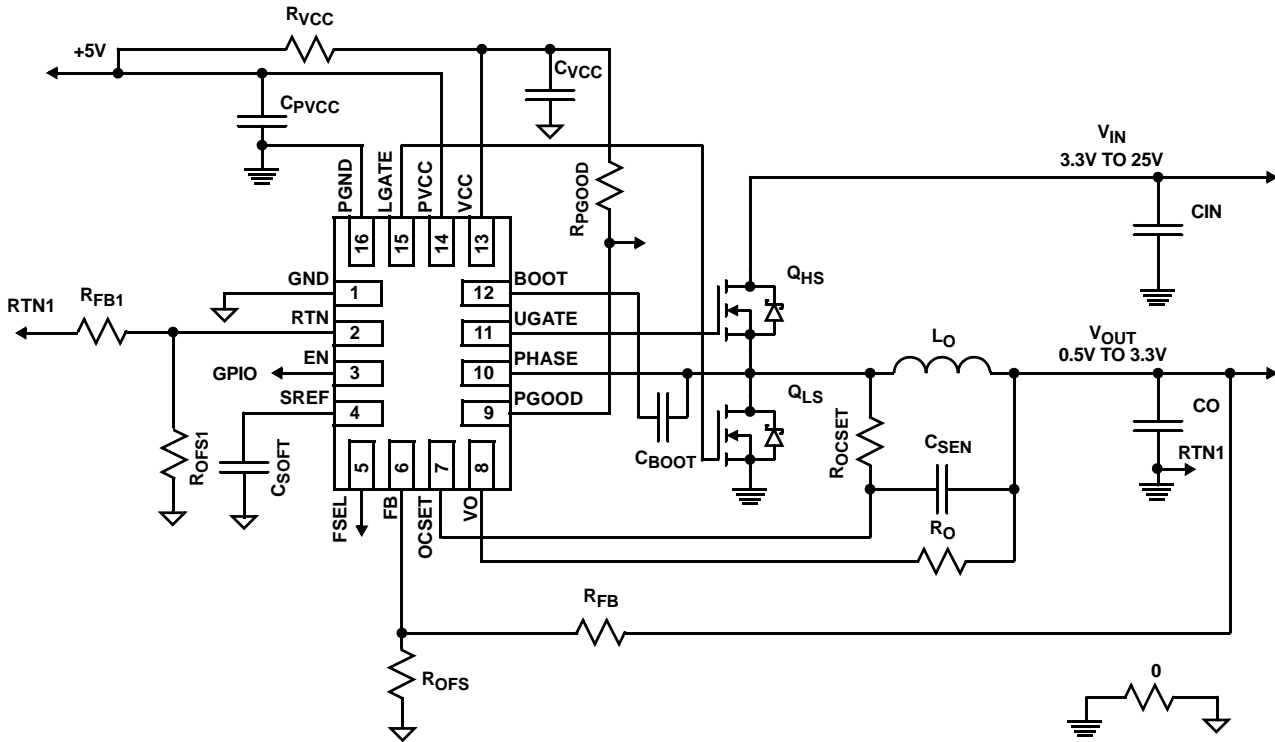 RVCC
+5V
CVCC
CPVCC
VIN
3.3V TO 25V
PGND
LGATE
PVCC
VCC
RPGOOD
CIN
16
15
14
13
QHS
GND
1
12
BOOT
RTN1
RFB1
RTN
2
11
UGATE
LO
VOUT
0.5V TO 3.3V
EN
GPIO
3
10
PHASE
SREF
4
9
PGOOD
QLS
CO
RTN1
ROFS1
CSOFT
5
6
7
8
CBOOT
ROCSET
CSEN
FSEL
FB
OCSET
VO
RO
RFB
ROFS
0